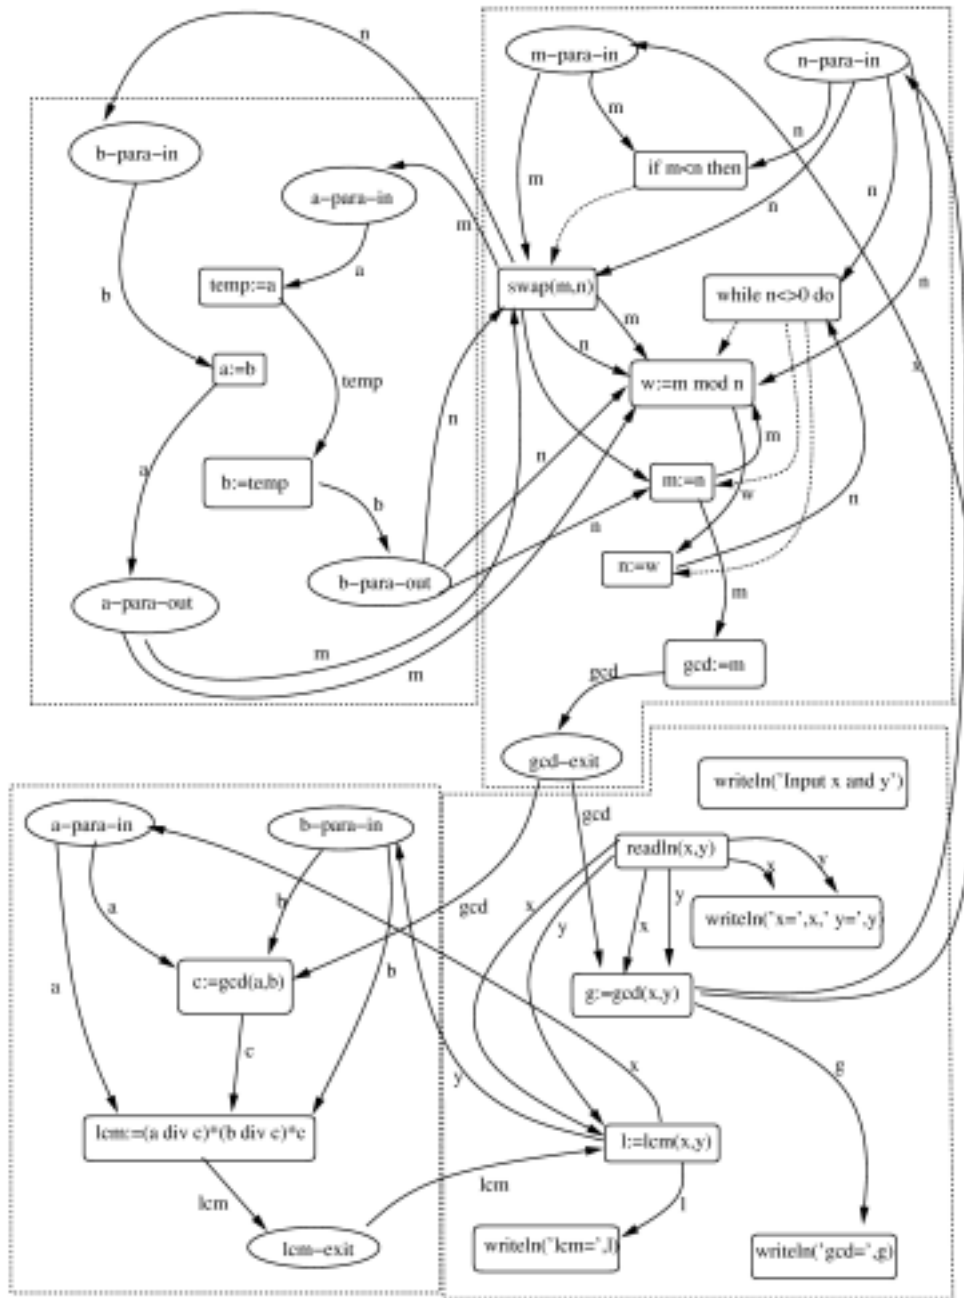 n
m-para-in
n-para-in
m
n
b-para-in
if m<n then
a-para-in
m
n
n
m
a
temp:=a
swap(m,n)
while n<>0 do
n
b
m
n
a:=b
temp
w:=m mod n
x
n
m
a
n
b:=temp
m:=n
w
n
b
n
n:=w
b-para-out
a-para-out
m
m
m
gcd:=m
gcd
gcd-exit
writeln('Input x and y')
a-para-in
b-para-in
gcd
readln(x,y)
y
x
b
a
gcd
x
y
x
y
writeln('x=',x,' y=',y)
a
c:=gcd(a,b)
b
g:=gcd(x,y)
c
y
x
g
lcm:=(a div c)*(b div c)*c
l:=lcm(x,y)
lcm
lcm
l
lcm-exit
writeln('lcm=',l)
writeln('gcd=',g)